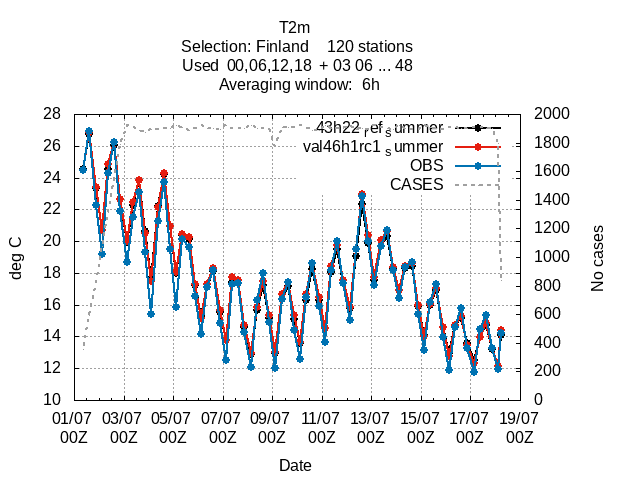 T2m
Selection: Finland 120 stations
Used 00,06,12,18 + 03 06 ... 48
Averaging window: 6h
43h22_ref_summer
val46h1rc1_summer
OBS
CASES
deg C
28
26
24
22
20
18
16
14
12
10
2000
1800
1600
1400
1200
1000
800
600
400
200
0
No cases
01/07 03/07 05/07 07/07 09/07 11/07 13/07 15/07 17/07 19/07
00Z 00Z 00Z 00Z 00Z 00Z 00Z 00Z 00Z 00Z
Date